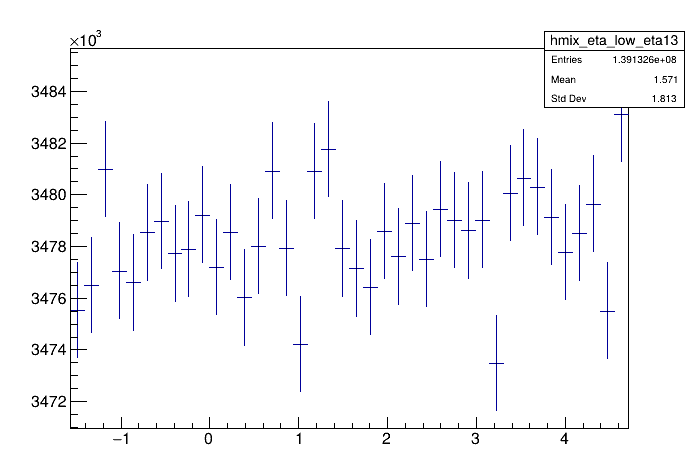 ×10³
hmix_eta_low_eta13
Entries 1.391326e+08
Mean 1.571
Std Dev 1.813
3484
3482
3480
3478
3476
3474
3472
−1 0 1 2 3 4